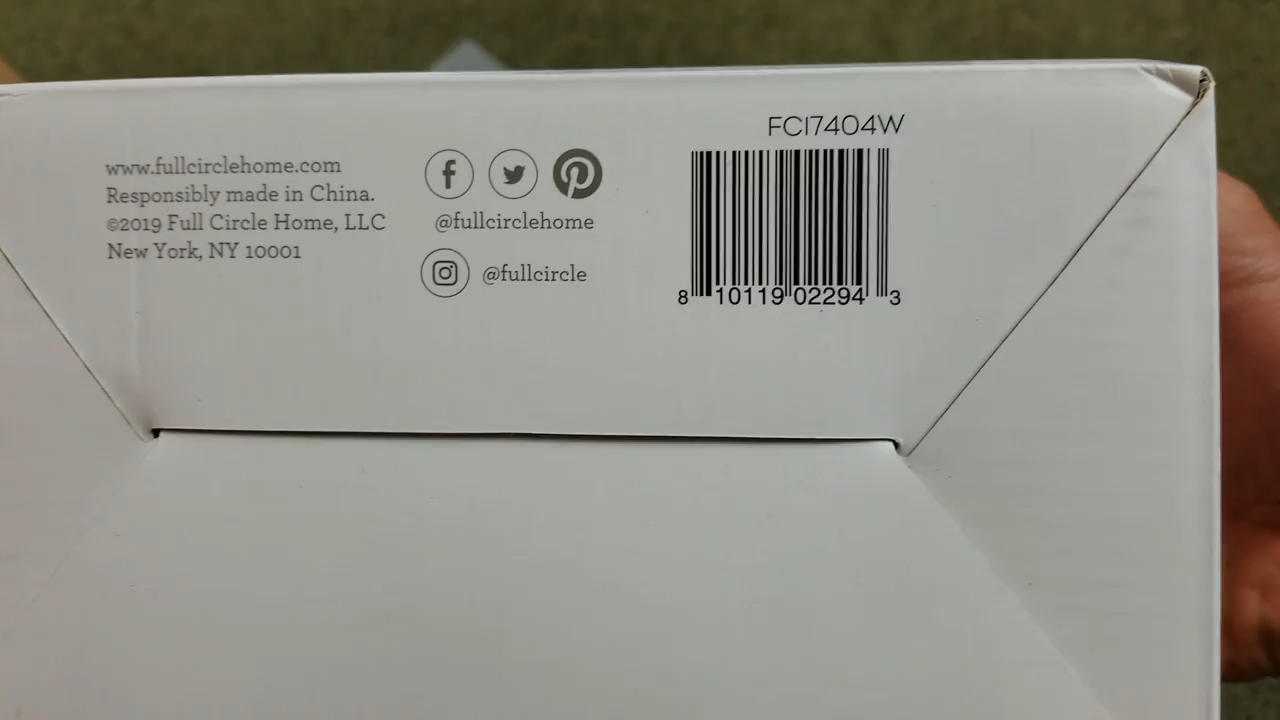 www.fullcirclehome.com
Responsibly made in China.
©2019 Full Circle Home, LLC
New York, NY 10001
@fullcirclehome
@fullcircle
FCI7404W
8 10119 02294 3